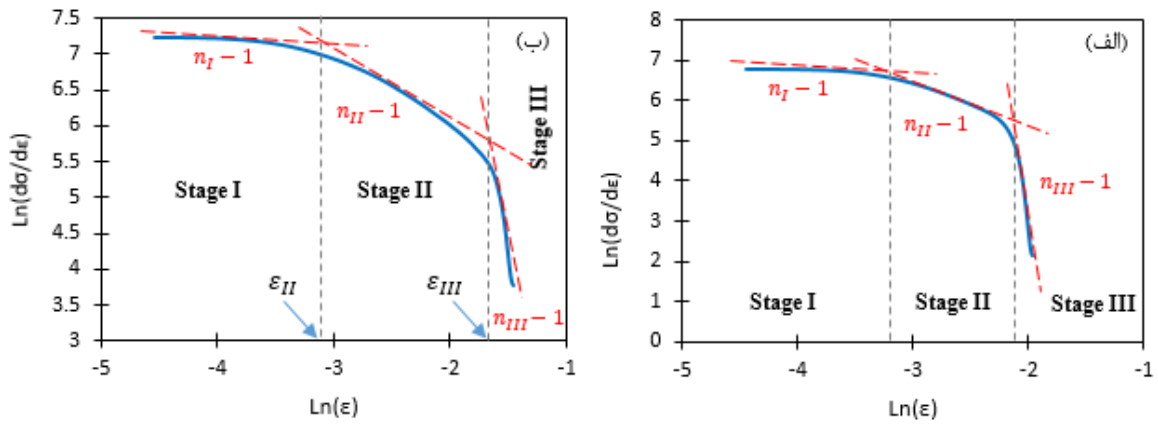 (ب)
7.5
7
6.5
6
5.5
5
4.5
4
3.5
3
Ln(dσ/dε)
n_I − 1
n_II − 1
n_III − 1
Stage I
Stage II
Stage III
ε_II
ε_III
-5
-4
-3
-2
-1
Ln(ε)
(الف)
8
7
6
5
4
3
2
1
0
Ln(dσ/dε)
n_I − 1
n_II − 1
n_III − 1
Stage I
Stage II
Stage III
-5
-4
-3
-2
-1
Ln(ε)